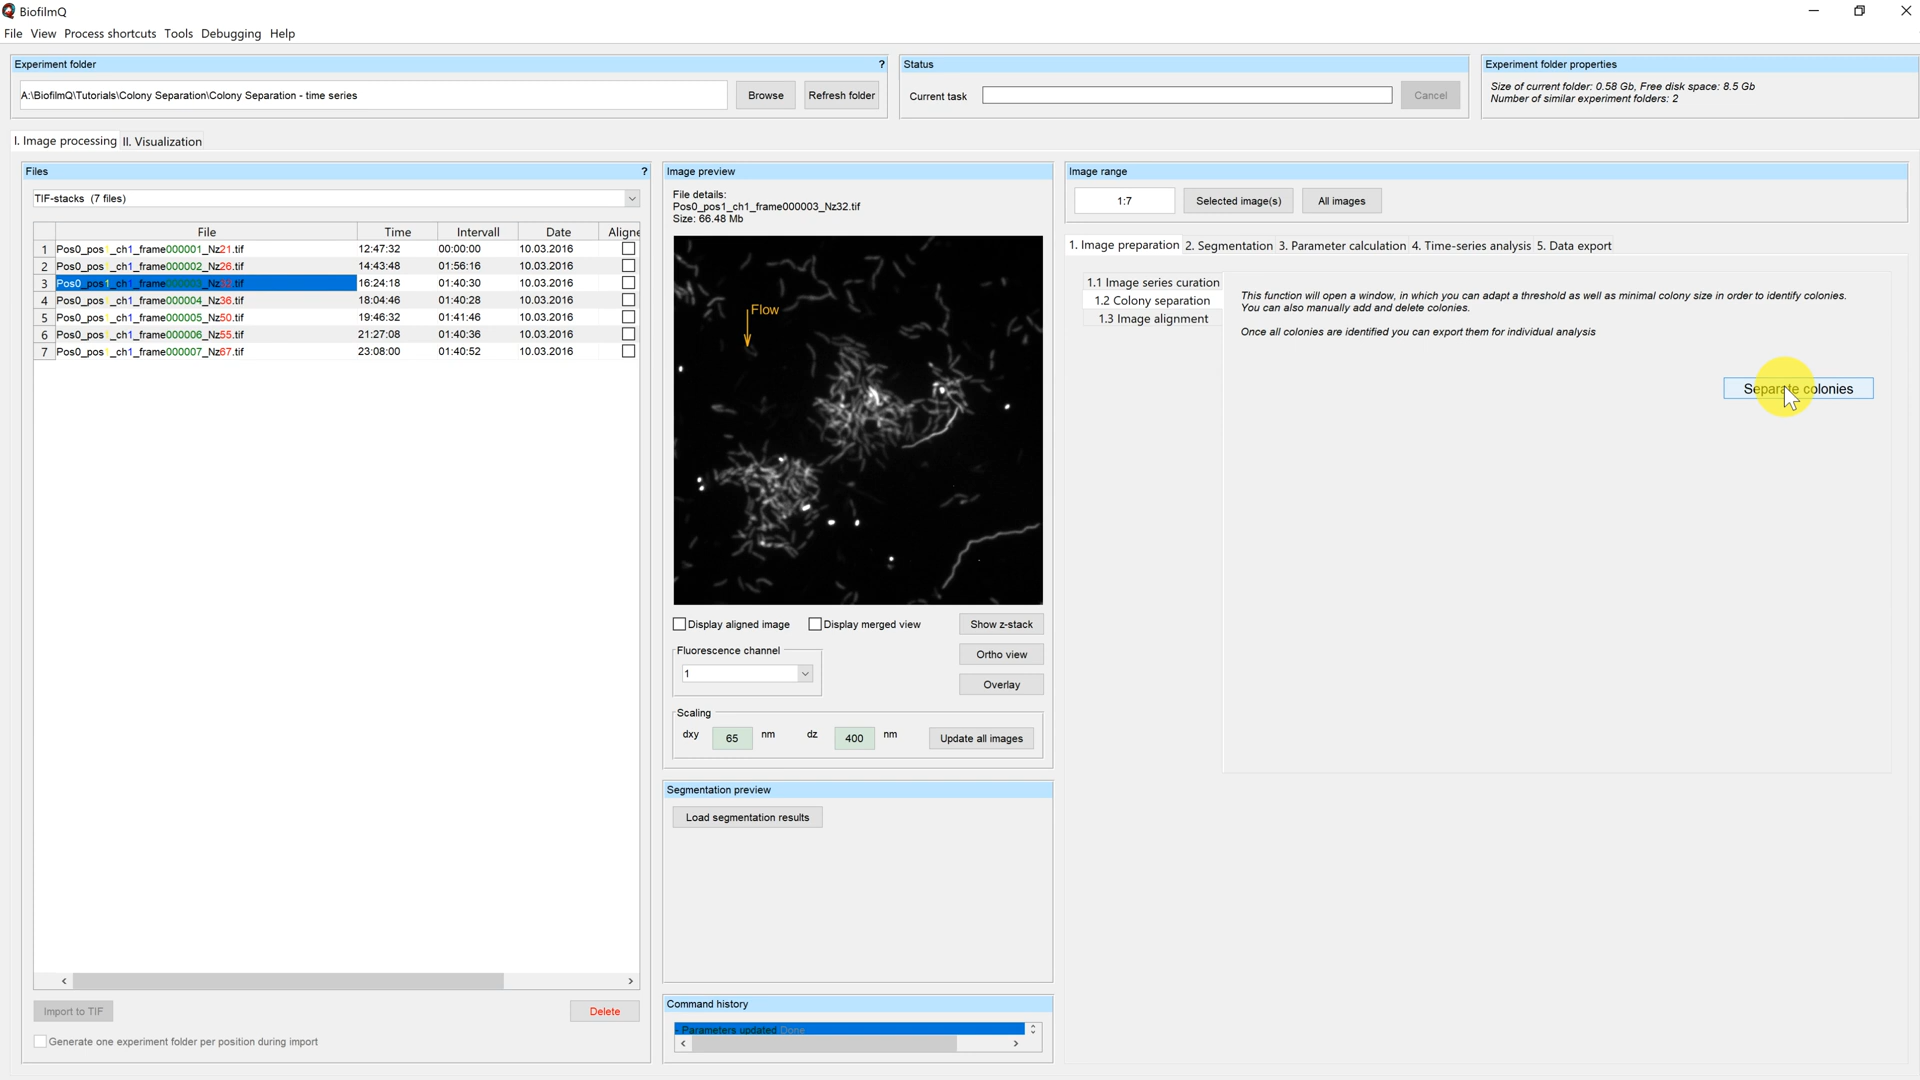 BiofilmQ
File View Process shortcuts Tools Debugging Help
Experiment folder ?
A:\BiofilmQ\Tutorials\Colony Separation\Colony Separation - time series
Browse
Refresh folder
Status
Current task
Cancel
Experiment folder properties
Size of current folder: 0.58 Gb, Free disk space: 8.5 Gb
Number of similar experiment folders: 2
I. Image processing II. Visualization
Files ?
TIF-stacks (7 files)
File Time Intervall Date Aligne
1 Pos0_pos1_ch1_frame000001_Nz21.tif 12:47:32 00:00:00 10.03.2016
2 Pos0_pos1_ch1_frame000002_Nz26.tif 14:43:48 01:56:16 10.03.2016
3 Pos0_pos1_ch1_frame000003_Nz32.tif 16:24:18 01:40:30 10.03.2016
4 Pos0_pos1_ch1_frame000004_Nz36.tif 18:04:46 01:40:28 10.03.2016
5 Pos0_pos1_ch1_frame000005_Nz50.tif 19:46:32 01:41:46 10.03.2016
6 Pos0_pos1_ch1_frame000006_Nz55.tif 21:27:08 01:40:36 10.03.2016
7 Pos0_pos1_ch1_frame000007_Nz67.tif 23:08:00 01:40:52 10.03.2016
Import to TIF
Delete
Generate one experiment folder per position during import
Image preview
File details:
Pos0_pos1_ch1_frame000003_Nz32.tif
Size: 66.48 Mb
Flow
Display aligned image
Display merged view
Show z-stack
Fluorescence channel
1
Ortho view
Overlay
Scaling
dxy 65 nm dz 400 nm
Update all images
Segmentation preview
Load segmentation results
Command history
- Parameters updated Done
Image range
1:7
Selected image(s)
All images
1. Image preparation 2. Segmentation 3. Parameter calculation 4. Time-series analysis 5. Data export
1.1 Image series curation
1.2 Colony separation
1.3 Image alignment
This function will open a window, in which you can adapt a threshold as well as minimal colony size in order to identify colonies.
You can also manually add and delete colonies.
Once all colonies are identified you can export them for individual analysis
Separate colonies